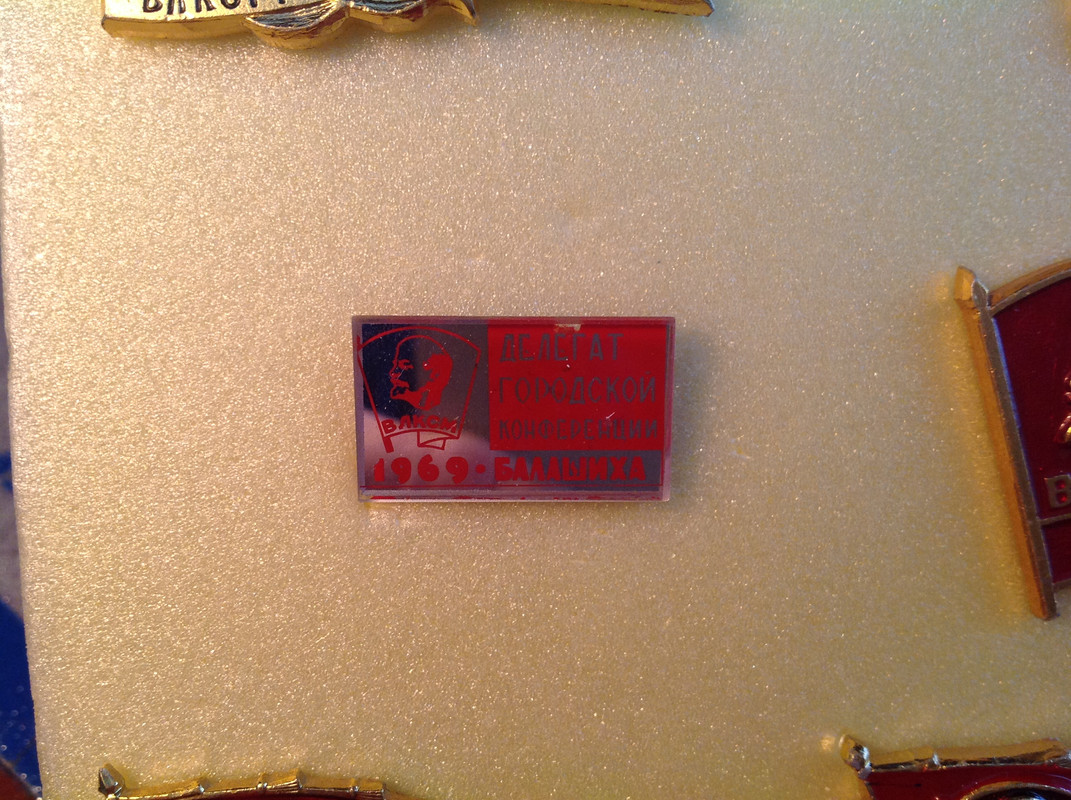 ВЛКСМ
ДЕЛЕГАТ
ГОРОДСКОЙ
КОНФЕРЕНЦИИ
1969 • БАЛАШИХА